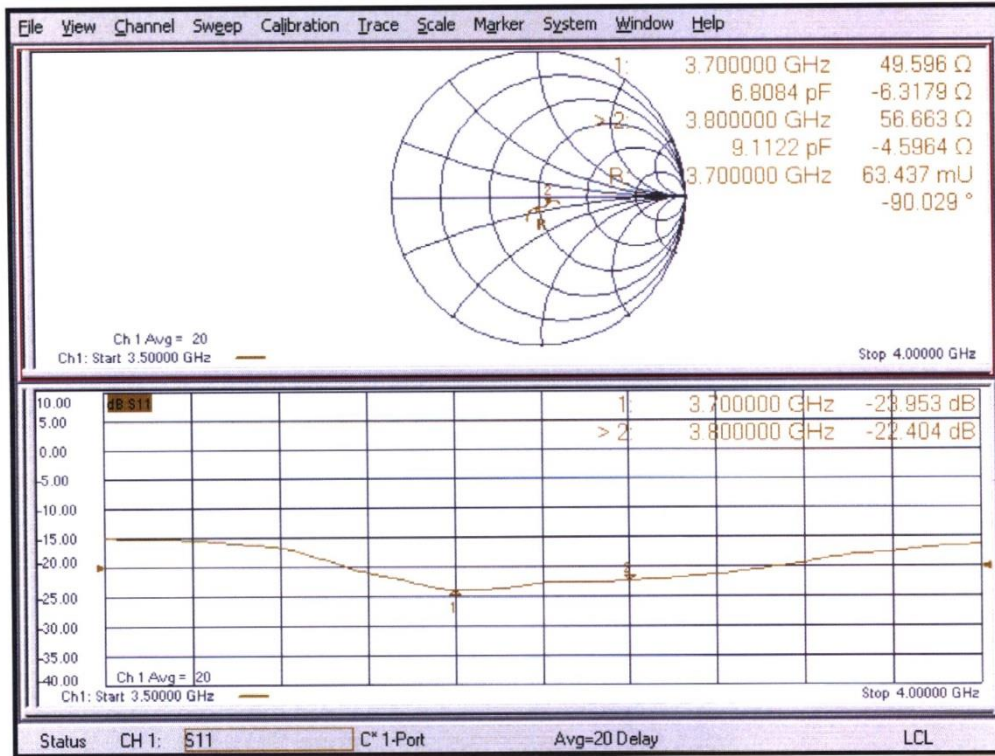 File View Channel Sweep Calibration Trace Scale Marker System Window Help
1: 3.700000 GHz 49.596 Ω
6.8084 pF -6.3179 Ω
> 2: 3.800000 GHz 56.663 Ω
9.1122 pF -4.5964 Ω
R: 3.700000 GHz 63.437 mU
-90.029 °
2
R
Ch 1 Avg = 20
Ch1: Start 3.50000 GHz
Stop 4.00000 GHz
10.00
5.00
0.00
-5.00
-10.00
-15.00
-20.00
-25.00
-30.00
-35.00
-40.00
dB S11
1: 3.700000 GHz -23.953 dB
> 2: 3.800000 GHz -22.404 dB
2
1
Ch 1 Avg = 20
Ch1: Start 3.50000 GHz
Stop 4.00000 GHz
Status CH 1: S11 C* 1-Port Avg=20 Delay LCL